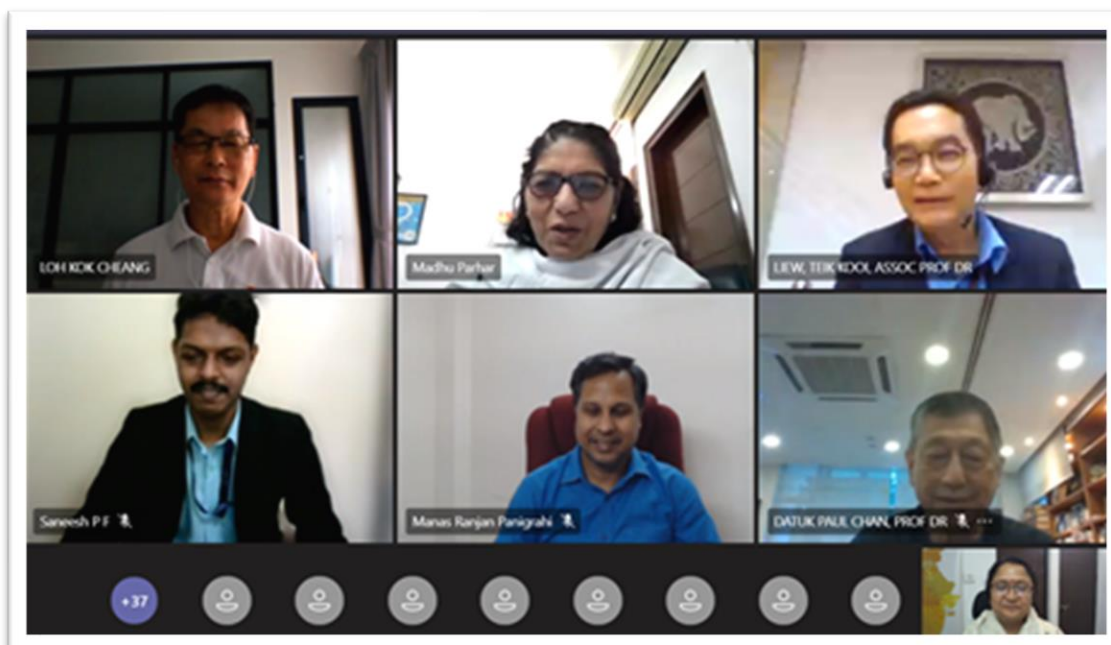 LOH KOK CHEANG
Madhu Parhar
LIEW, TEIK KOOI, ASSOC PROF DR
Saneesh P F
Manas Ranjan Panigrahi
DATUK PAUL CHAN, PROF DR
+37